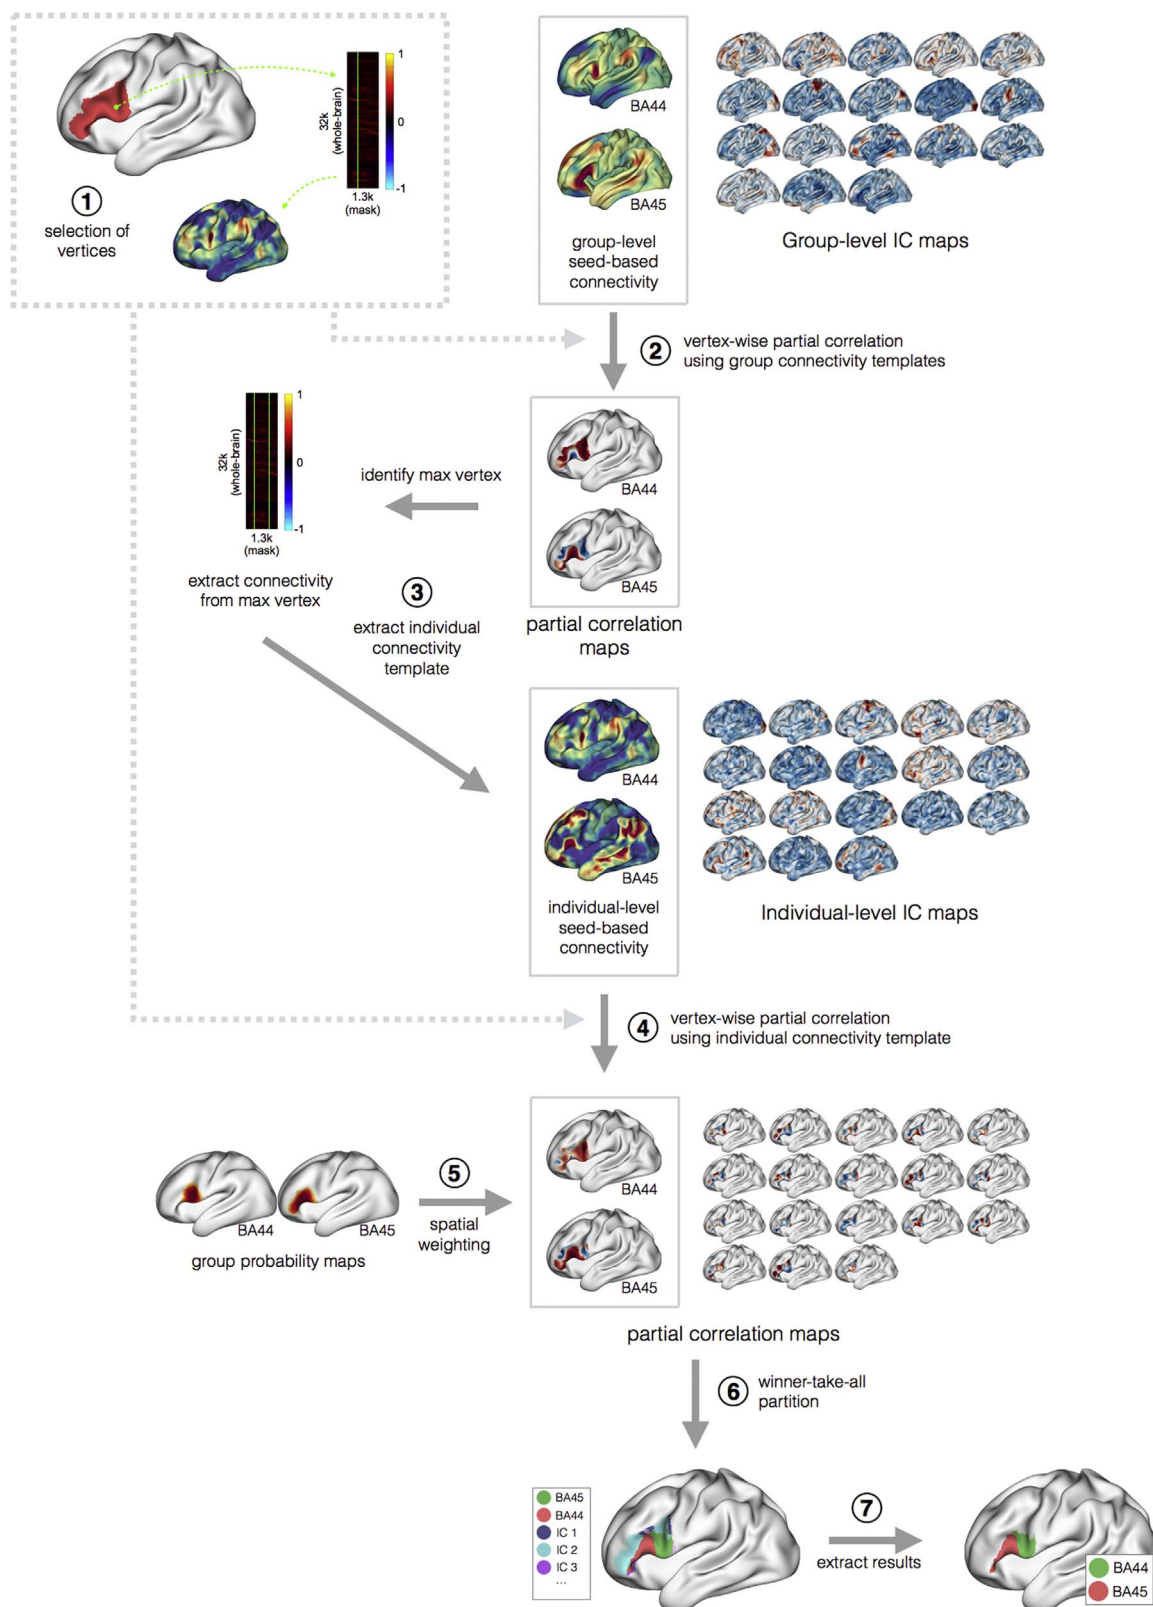 1
0
-1
32k
(whole-brain)
1.3k
(mask)
1
selection of
vertices
BA44
BA45
group-level
seed-based
connectivity
Group-level IC maps
2
vertex-wise partial correlation
using group connectivity templates
1
0
-1
32k
(whole-brain)
1.3k
(mask)
identify max vertex
extract connectivity
from max vertex
3
extract individual
connectivity
template
BA44
BA45
partial correlation
maps
BA44
BA45
individual-level
seed-based
connectivity
Individual-level IC maps
4
vertex-wise partial correlation
using individual connectivity template
BA44
BA45
group probability maps
5
spatial
weighting
BA44
BA45
partial correlation maps
6
winner-take-all
partition
BA45
BA44
IC 1
IC 2
IC 3
...
7
extract results
BA44
BA45